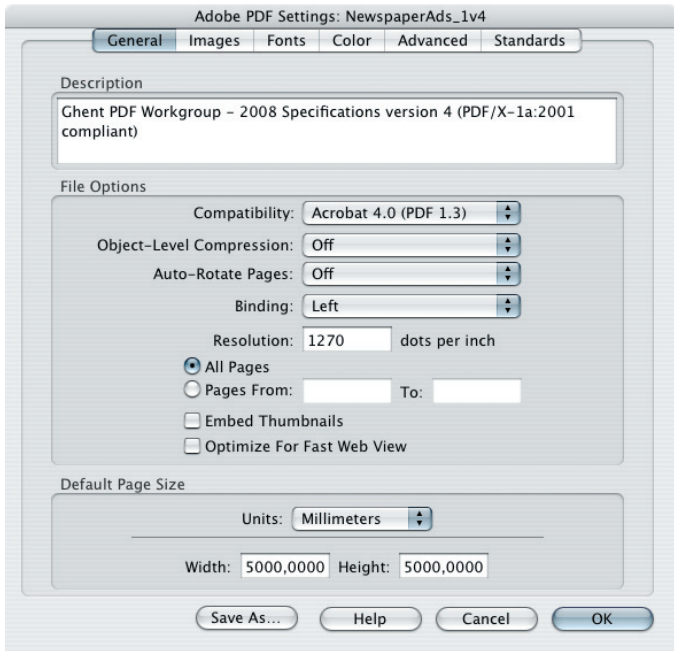 Adobe PDF Settings: NewspaperAds_1v4
General Images Fonts Color Advanced Standards
Description
Ghent PDF Workgroup – 2008 Specifications version 4 (PDF/X-1a:2001
compliant)
File Options
Compatibility: Acrobat 4.0 (PDF 1.3)
Object-Level Compression: Off
Auto-Rotate Pages: Off
Binding: Left
Resolution: 1270 dots per inch
All Pages
Pages From: To:
Embed Thumbnails
Optimize For Fast Web View
Default Page Size
Units: Millimeters
Width: 5000,0000 Height: 5000,0000
Save As... Help Cancel OK